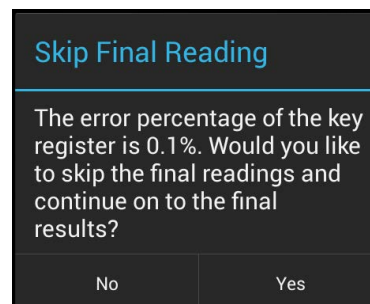 Skip Final Reading
The error percentage of the key
register is 0.1%. Would you like
to skip the final readings and
continue on to the final
results?
No
Yes